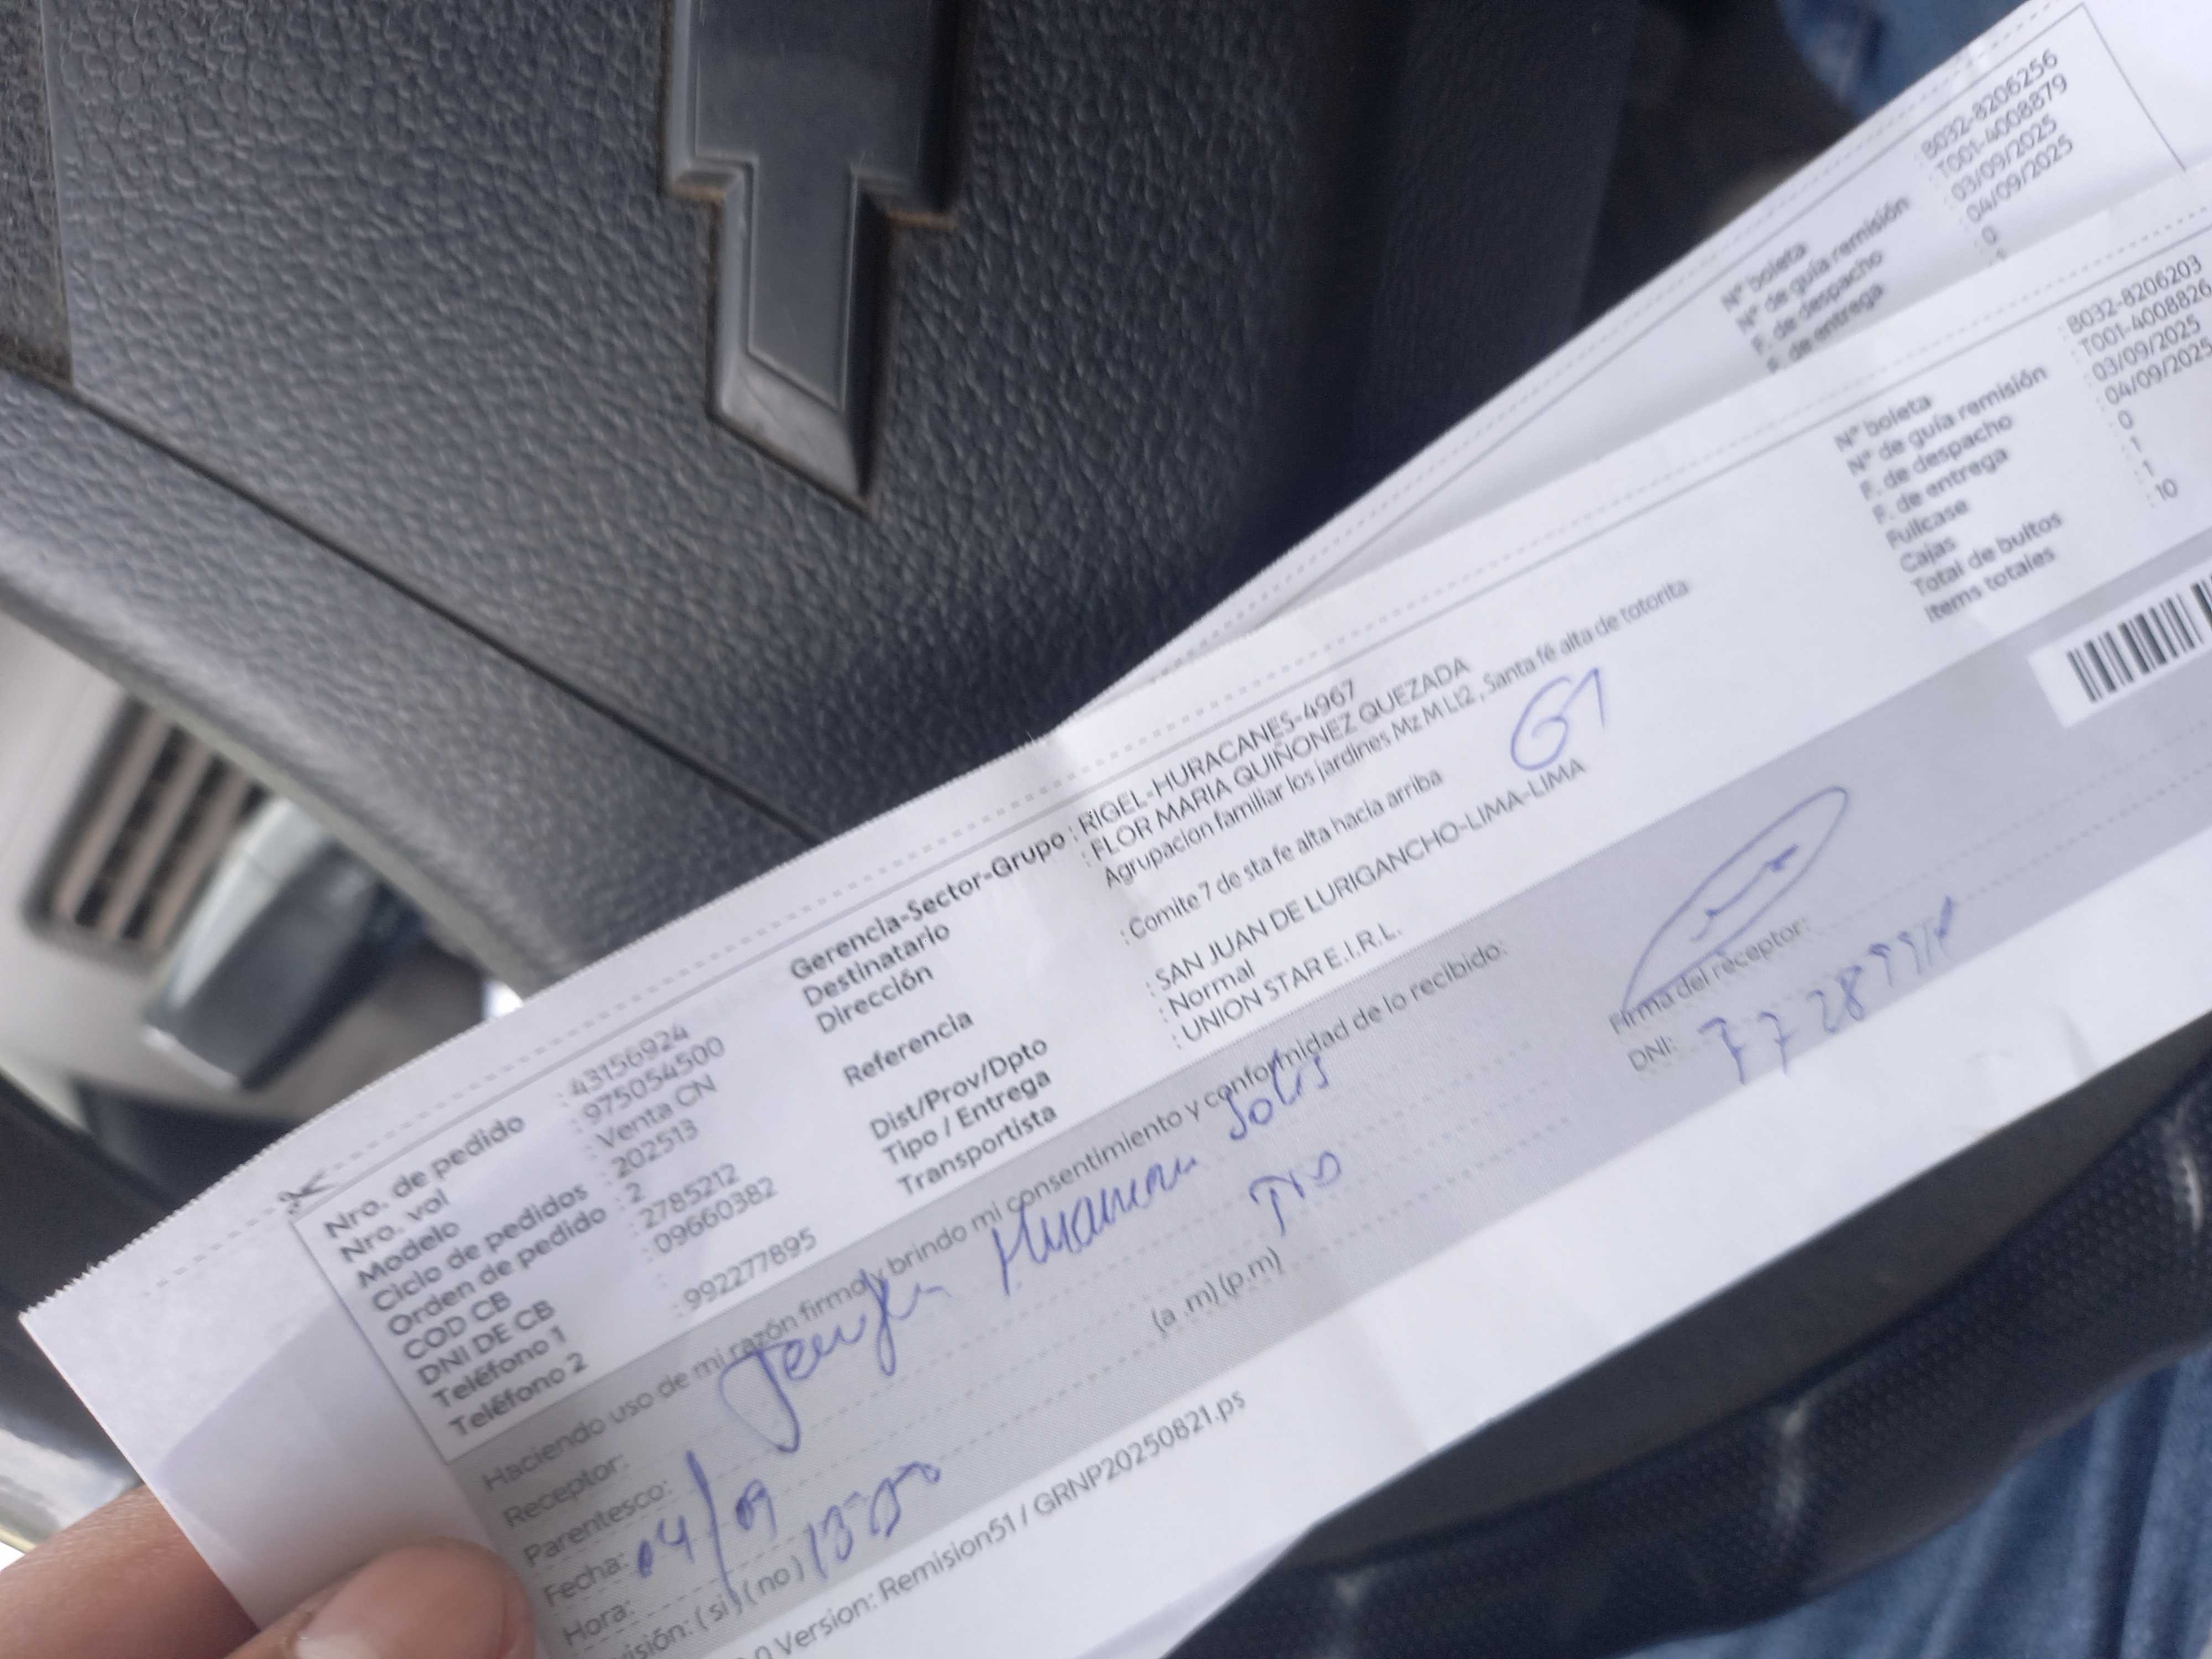 B032-8206256
T001-4008879
03/09/2025
04/09/2025
0
N° boleta
N° de guía remisión
F. de despacho
F. de entrega
Nro. de pedido : 43156924
Nro. vol : 975054500
Modelo : Venta CN
Ciclo de pedidos : 202513
Orden de pedido : 2
COD CB : 2785212
DNI DE CB : 09660382
Teléfono 1 :
Teléfono 2 : 992277895
Gerencia-Sector-Grupo : RIGEL-HURACANES-4967
Destinatario : FLOR MARIA QUIÑONEZ QUEZADA
Dirección : Agrupacion familiar los jardines Mz M Lt2 , Santa fé alta de totorita
Referencia : Comite 7 de sta fe alta hacia arriba
Dist/Prov/Dpto : SAN JUAN DE LURIGANCHO-LIMA-LIMA
Tipo / Entrega : Normal
Transportista : UNION STAR E.I.R.L.
N° boleta : B032-8206203
N° de guía remisión : T001-4008826
F. de despacho : 03/09/2025
F. de entrega : 04/09/2025
Fullcase : 0
Cajas : 1
Total de bultos : 1
Items totales : 10
Haciendo uso de mi razón firmo y brindo mi consentimiento y conformidad de lo recibido:
Receptor: Solis
Parentesco:
Fecha: 04/09
Hora: (a .m) (p.m)
visión: ( si ) ( no )
Firma del receptor:
DNI:
Version: Remision51 / GRNP20250821.ps